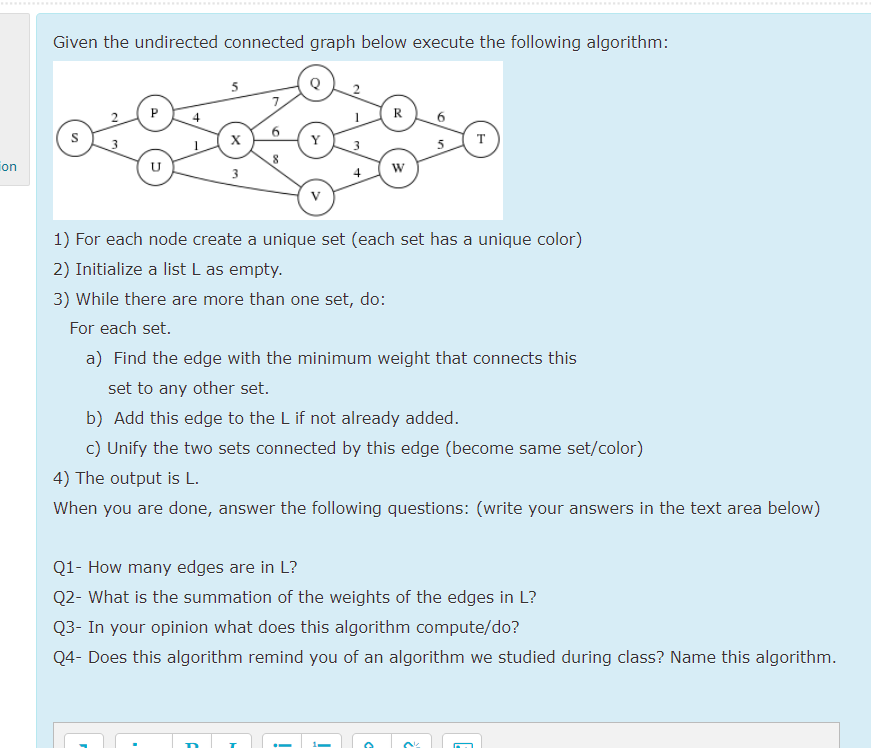 Given the undirected connected graph below execute the following algorithm:
5
Q
2
7
2
P
4
1
R
6
S
6
X
Y
T
3
1
3
5
U
8
W
3
4
V
ion
1) For each node create a unique set (each set has a unique color)
2) Initialize a list L as empty.
3) While there are more than one set, do:
For each set.
a) Find the edge with the minimum weight that connects this
set to any other set.
b) Add this edge to the L if not already added.
c) Unify the two sets connected by this edge (become same set/color)
4) The output is L.
When you are done, answer the following questions: (write your answers in the text area below)
Q1- How many edges are in L?
Q2- What is the summation of the weights of the edges in L?
Q3- In your opinion what does this algorithm compute/do?
Q4- Does this algorithm remind you of an algorithm we studied during class? Name this algorithm.